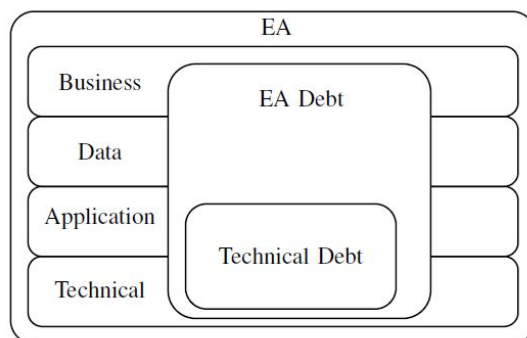 EA
Business
EA Debt
Data
Application
Technical Debt
Technical